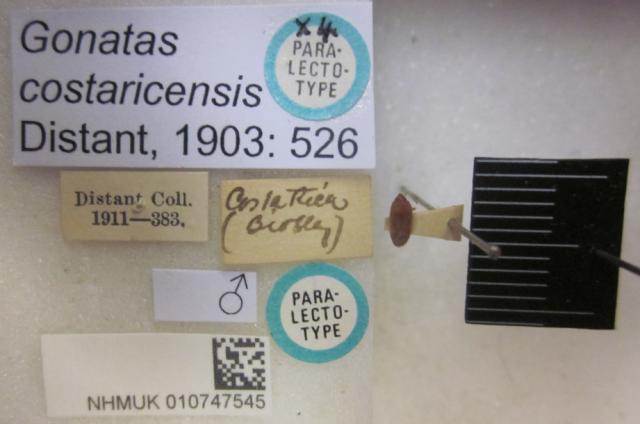 Gonatas
costaricensis
Distant, 1903: 526
x 4
PARA-
LECTO-
TYPE
Distant Coll.
1911—383.
Costa Rica
(Biolley)
♂
PARA-
LECTO-
TYPE
NHMUK 010747545